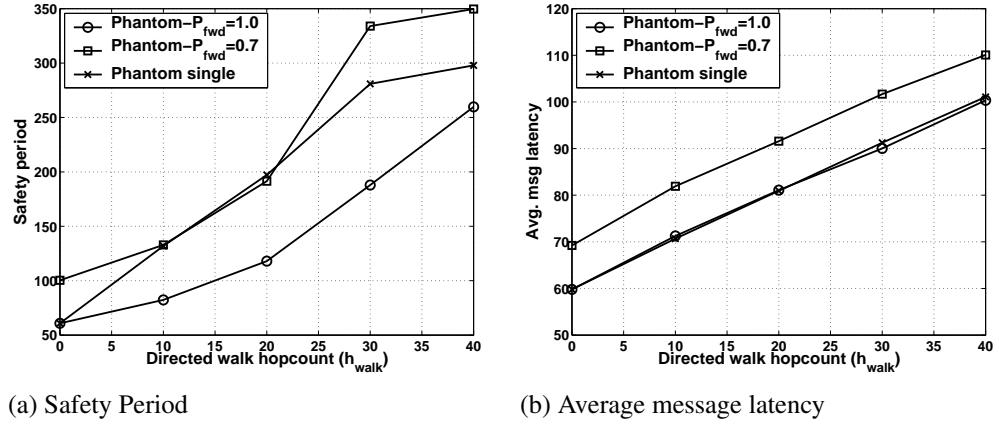 350
300
250
200
150
100
50
0
5
10
15
20
25
30
35
40
Safety period
Directed walk hopcount (h_walk)
Phantom−P_fwd=1.0
Phantom−P_fwd=0.7
Phantom single
(a) Safety Period
120
110
100
90
80
70
60
50
0
5
10
15
20
25
30
35
40
Avg. msg latency
Directed walk hopcount (h_walk)
Phantom−P_fwd=1.0
Phantom−P_fwd=0.7
Phantom single
(b) Average message latency